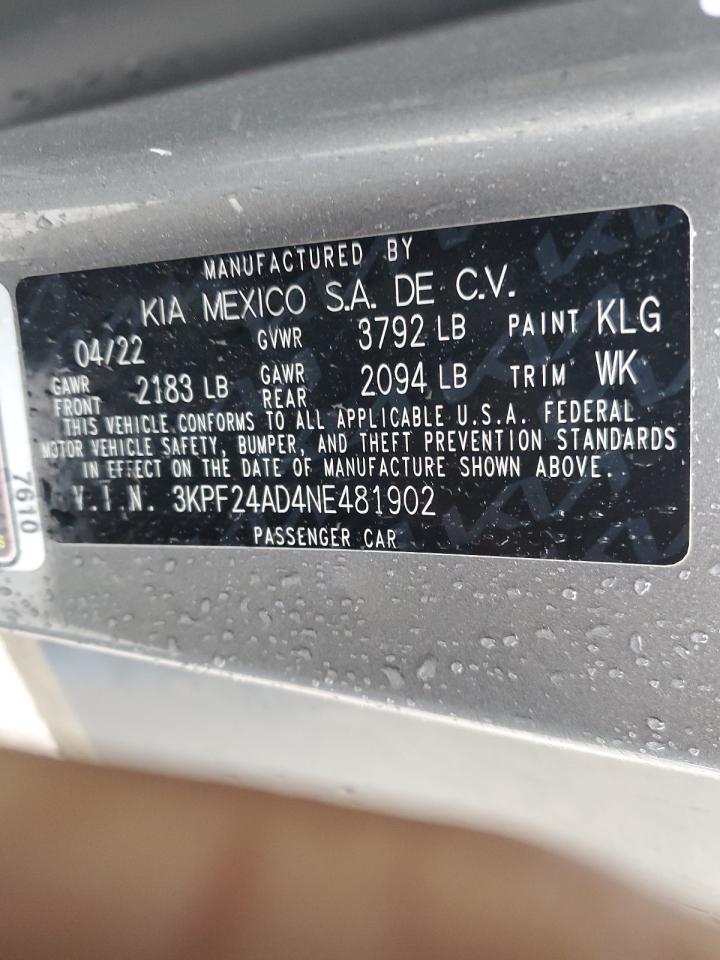 MANUFACTURED BY
KIA MEXICO S.A. DE C.V.
04/22 GVWR 3792 LB PAINT KLG
GAWR FRONT 2183 LB GAWR REAR 2094 LB TRIM WK
THIS VEHICLE CONFORMS TO ALL APPLICABLE U.S.A. FEDERAL
MOTOR VEHICLE SAFETY, BUMPER, AND THEFT PREVENTION STANDARDS
IN EFFECT ON THE DATE OF MANUFACTURE SHOWN ABOVE.
V.I.N. 3KPF24AD4NE481902
PASSENGER CAR
7610